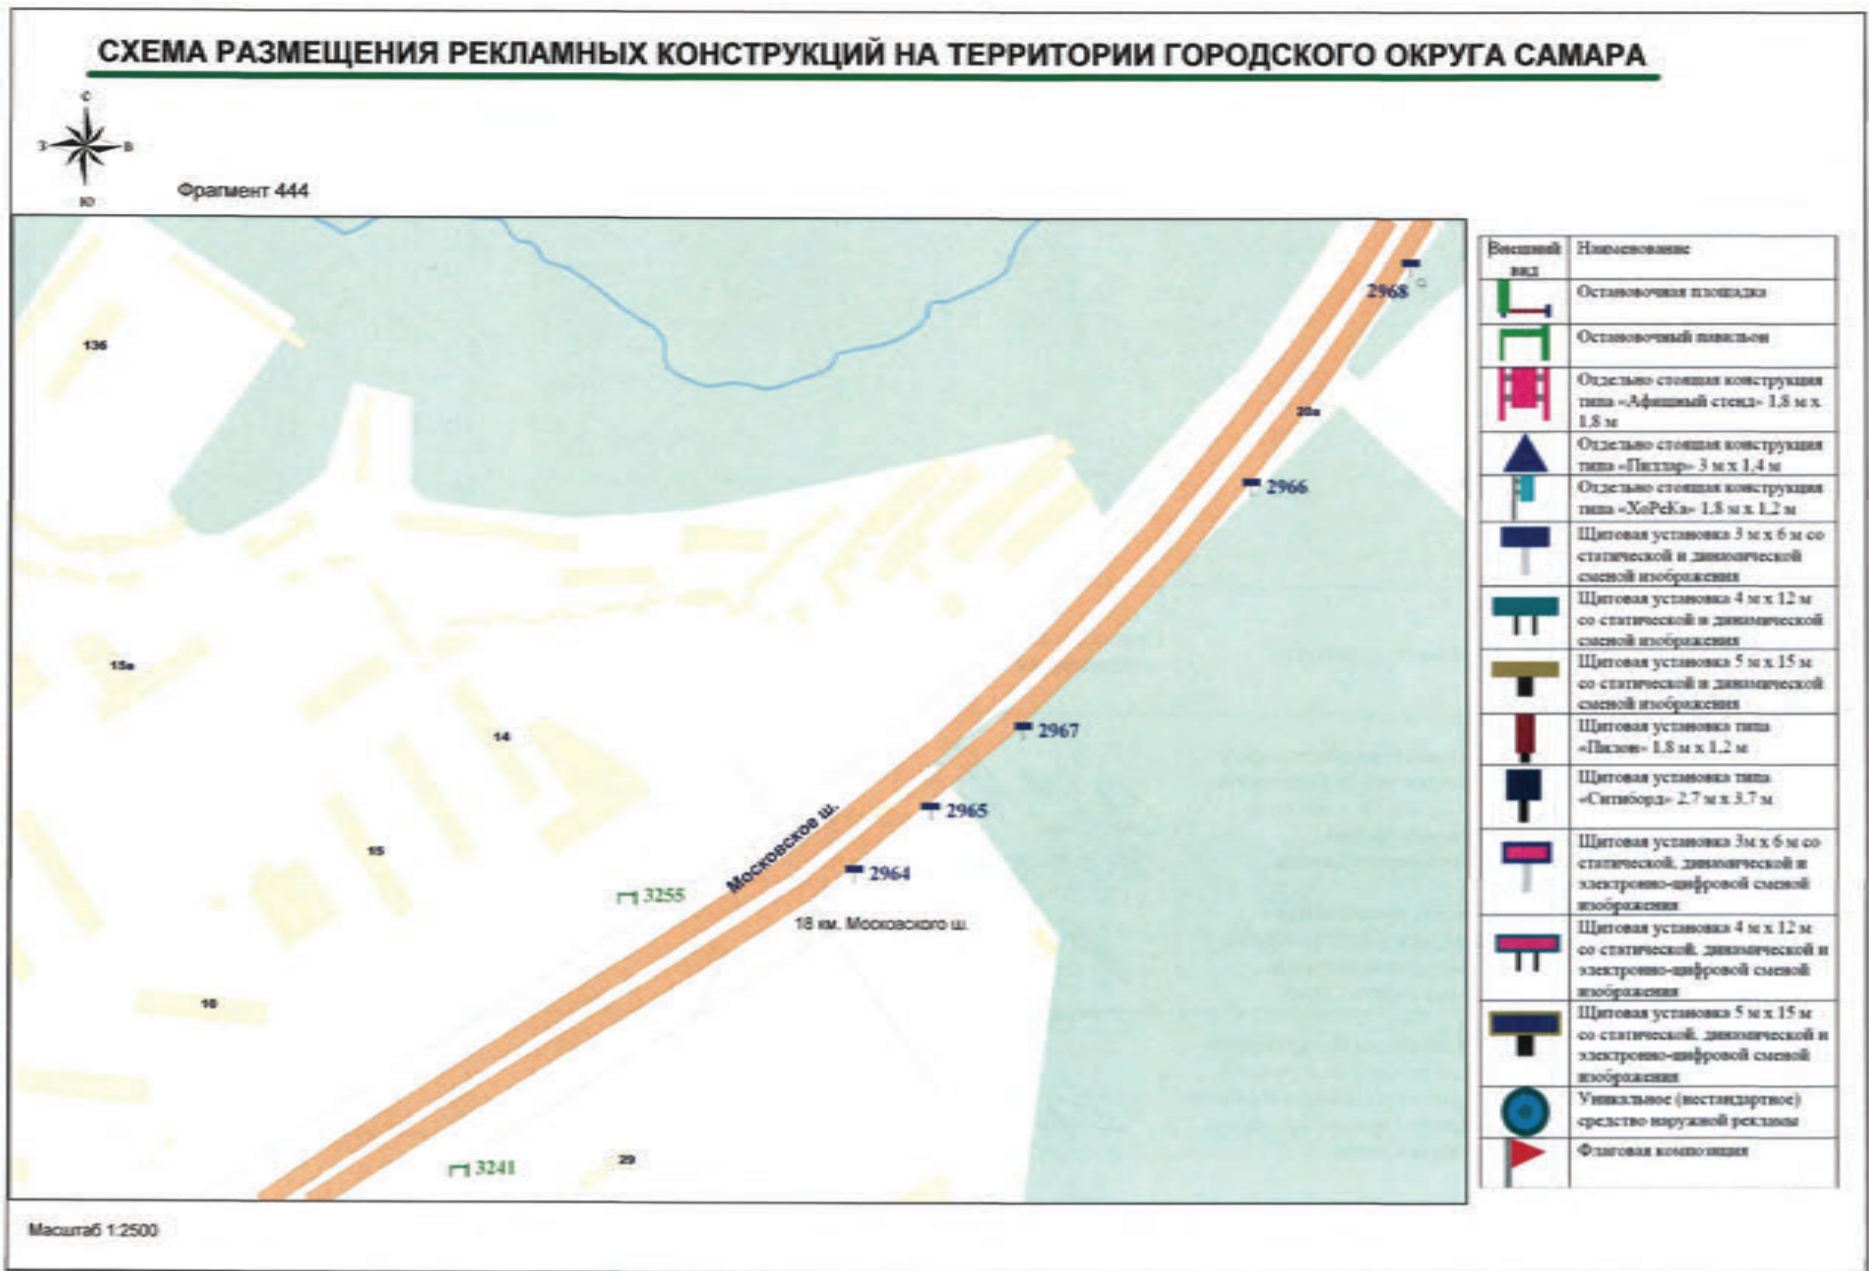 СХЕМА РАЗМЕЩЕНИЯ РЕКЛАМНЫХ КОНСТРУКЦИЙ НА ТЕРРИТОРИИ ГОРОДСКОГО ОКРУГА САМАРА
С
З
В
Ю
Фрагмент 444
2968
136
20а
2966
15а
14
2967
2965
Московское ш.
15
2964
3255
18 км. Московского ш.
10
29
3241
Внешний
вид
Наименование
Остановочная площадка
Остановочный павильон
Отдельно стоящая конструкция
типа «Афишный стенд» 1,8 м х
1,8 м
Отдельно стоящая конструкция
типа «Пиллар» 3 м х 1,4 м
Отдельно стоящая конструкция
типа «ХоРеКа» 1,8 м х 1,2 м
Щитовая установка 3 м х 6 м со
статической и динамической
сменой изображения
Щитовая установка 4 м х 12 м
со статической и динамической
сменой изображения
Щитовая установка 5 м х 15 м
со статической и динамической
сменой изображения
Щитовая установка типа
«Пилон» 1,8 м х 1,2 м
Щитовая установка типа
«Ситиборд» 2,7 м х 3,7 м
Щитовая установка 3м х 6 м со
статической, динамической и
электронно-цифровой сменой
изображения
Щитовая установка 4 м х 12 м
со статической, динамической и
электронно-цифровой сменой
изображения
Щитовая установка 5 м х 15 м
со статической, динамической и
электронно-цифровой сменой
изображения
Уникальное (нестандартное)
средство наружной рекламы
Флаговая композиция
Масштаб 1:2500